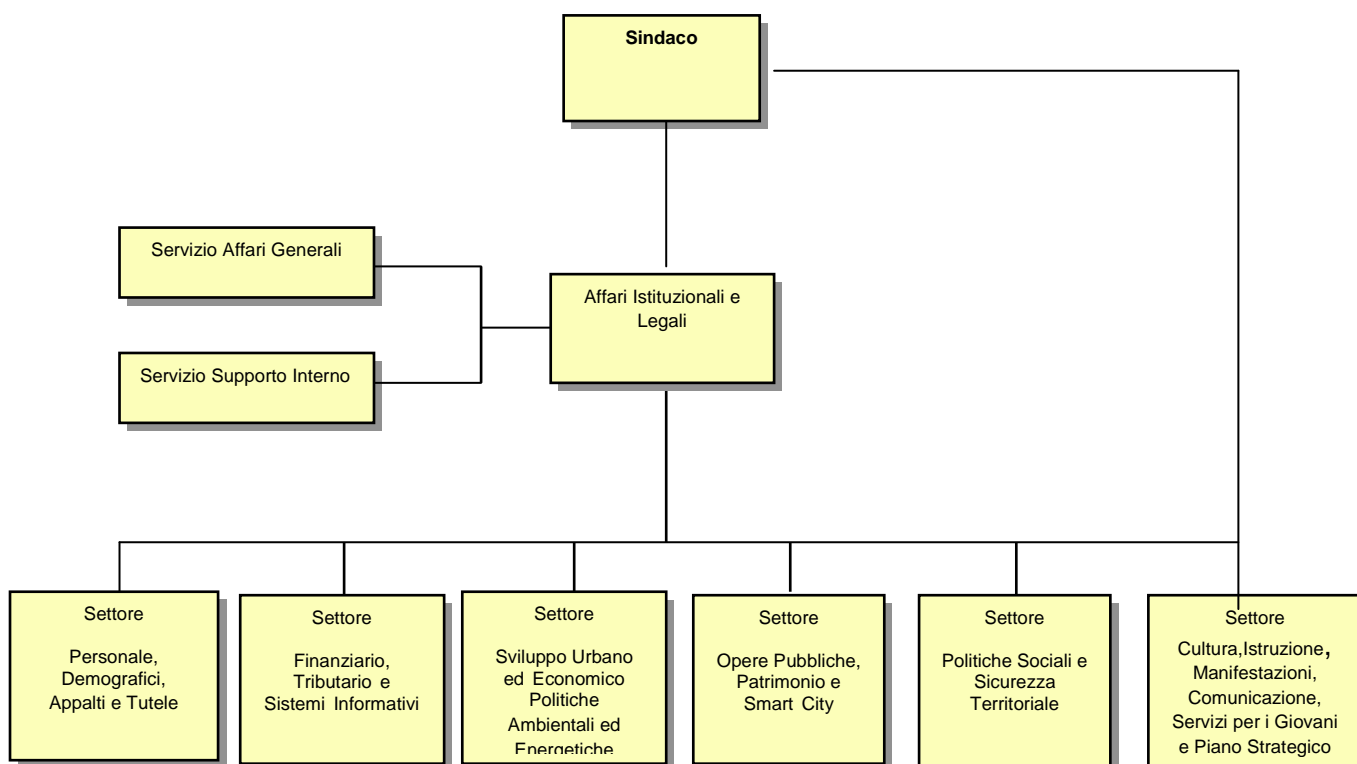 Sindaco
Servizio Affari Generali
Affari Istituzionali e
Legali
Servizio Supporto Interno
Settore
Personale,
Demografici,
Appalti e Tutele
Settore
Finanziario,
Tributario e
Sistemi Informativi
Settore
Sviluppo Urbano
ed Economico
Politiche
Ambientali ed
Energetiche
Settore
Opere Pubbliche,
Patrimonio e
Smart City
Settore
Politiche Sociali e
Sicurezza
Territoriale
Settore
Cultura,Istruzione,
Manifestazioni,
Comunicazione,
Servizi per i Giovani
e Piano Strategico